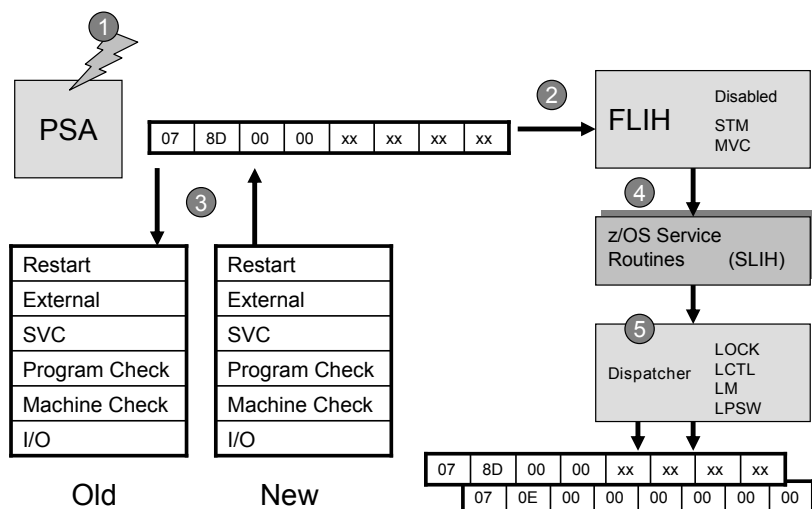 1
PSA
07 8D 00 00 xx xx xx xx
2
FLIH
Disabled
STM
MVC
3
4
z/OS Service
Routines (SLIH)
Restart
External
SVC
Program Check
Machine Check
I/O
Old
Restart
External
SVC
Program Check
Machine Check
I/O
New
5
Dispatcher
LOCK
LCTL
LM
LPSW
07 8D 00 00 xx xx xx xx
07 0E 00 00 00 00 00 00